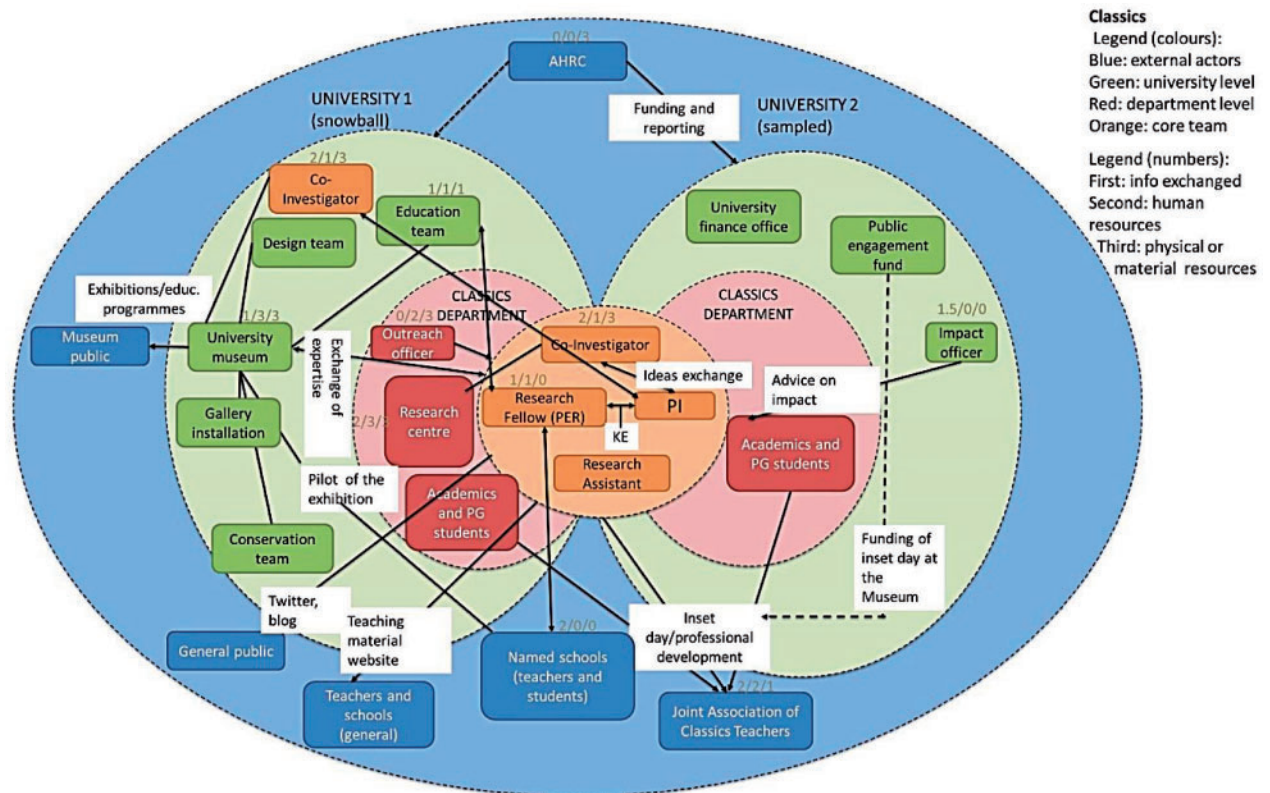 Classics
Legend (colours):
Blue: external actors
Green: university level
Red: department level
Orange: core team
Legend (numbers):
First: info exchanged
Second: human
resources
Third: physical or
material resources
0/0/3
AHRC
UNIVERSITY 1
(snowball)
Funding and
reporting
UNIVERSITY 2
(sampled)
2/1/3
Co-
Investigator
1/1/1
Education
team
Design team
University
finance office
Public
engagement
fund
Exhibitions/educ.
programmes
CLASSICS
DEPARTMENT
CLASSICS
DEPARTMENT
1/3/3
University
museum
Museum
public
Exchange of
expertise
0/2/3
Outreach
officer
2/1/3
Co-Investigator
1.5/0/0
Impact
officer
Ideas exchange
Advice on
impact
1/1/0
Research
Fellow (PER)
PI
KE
Gallery
installation
2/3/3
Research
centre
Academics
and PG students
Research
Assistant
Pilot of the
exhibition
Academics
and PG
students
Conservation
team
Funding of
inset day at
the
Museum
Twitter,
blog
Teaching
material
website
Inset
day/professional
development
General public
2/0/0
Named schools
(teachers and
students)
Teachers and
schools
(general)
2/2/1
Joint Association of
Classics Teachers